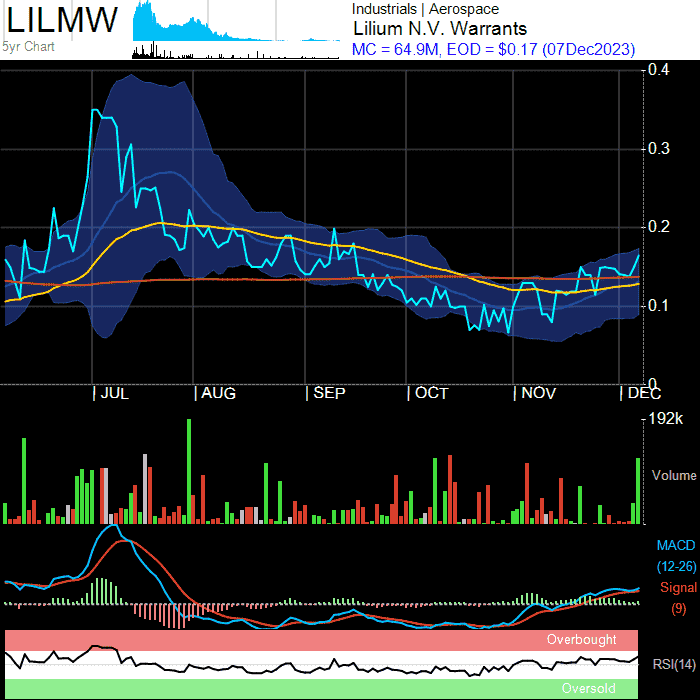 LILMW
5yr Chart
Industrials | Aerospace
Lilium N.V. Warrants
MC = 64.9M, EOD = $0.17 (07Dec2023)
0.4
0.3
0.2
0.1
0
JUL AUG SEP OCT NOV DEC
192k
Volume
MACD
(12-26)
Signal
(9)
Overbought
RSI(14)
Oversold